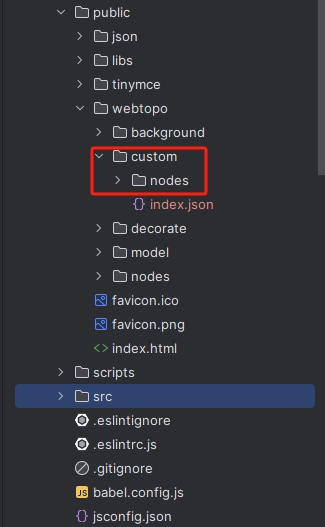 public
json
libs
tinymce
webtopo
background
custom
nodes
index.json
decorate
model
nodes
favicon.ico
favicon.png
index.html
scripts
src
.eslintignore
.eslintrc.js
.gitignore
babel.config.js
jsconfig.json